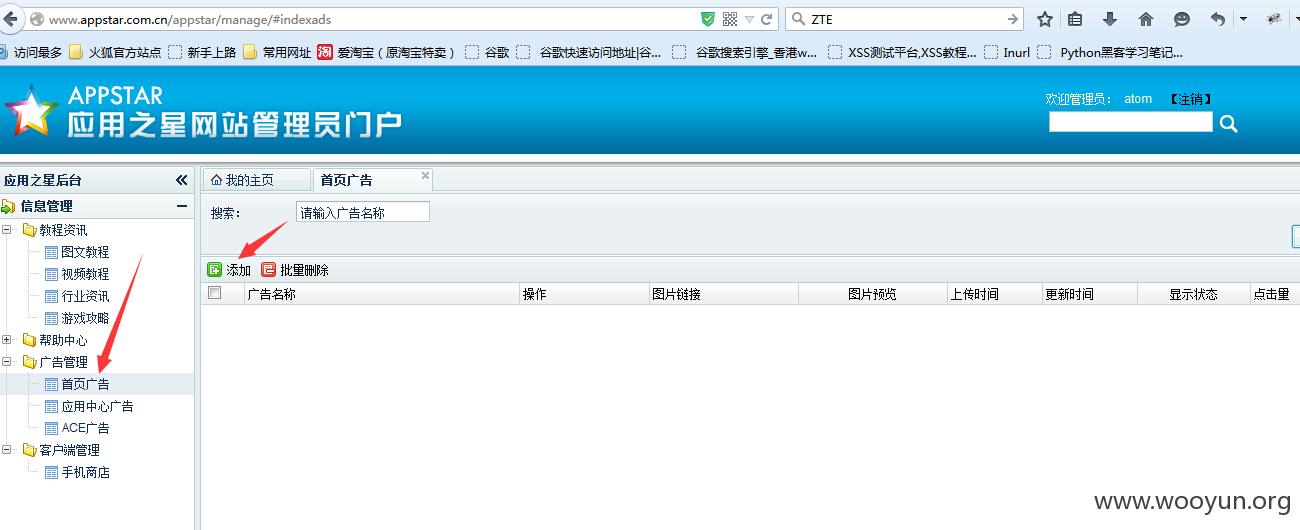 www.appstar.com.cn/appstar/manage/#indexads
ZTE
访问最多 火狐官方站点 新手上路 常用网址 淘 爱淘宝（原淘宝特卖） 谷歌 谷歌快速访问地址|谷... 谷歌搜索引擎_香港w... XSS测试平台,XSS教程... Inurl Python黑客学习笔记...
APPSTAR
应用之星网站管理员门户
欢迎管理员： atom 【注销】
应用之星后台
我的主页 首页广告
信息管理
搜索： 请输入广告名称
教程资讯
图文教程
视频教程
行业资讯
游戏攻略
帮助中心
广告管理
首页广告
应用中心广告
ACE广告
客户端管理
手机商店
添加 批量删除
广告名称 操作 图片链接 图片预览 上传时间 更新时间 显示状态 点击量
www.wooyun.org